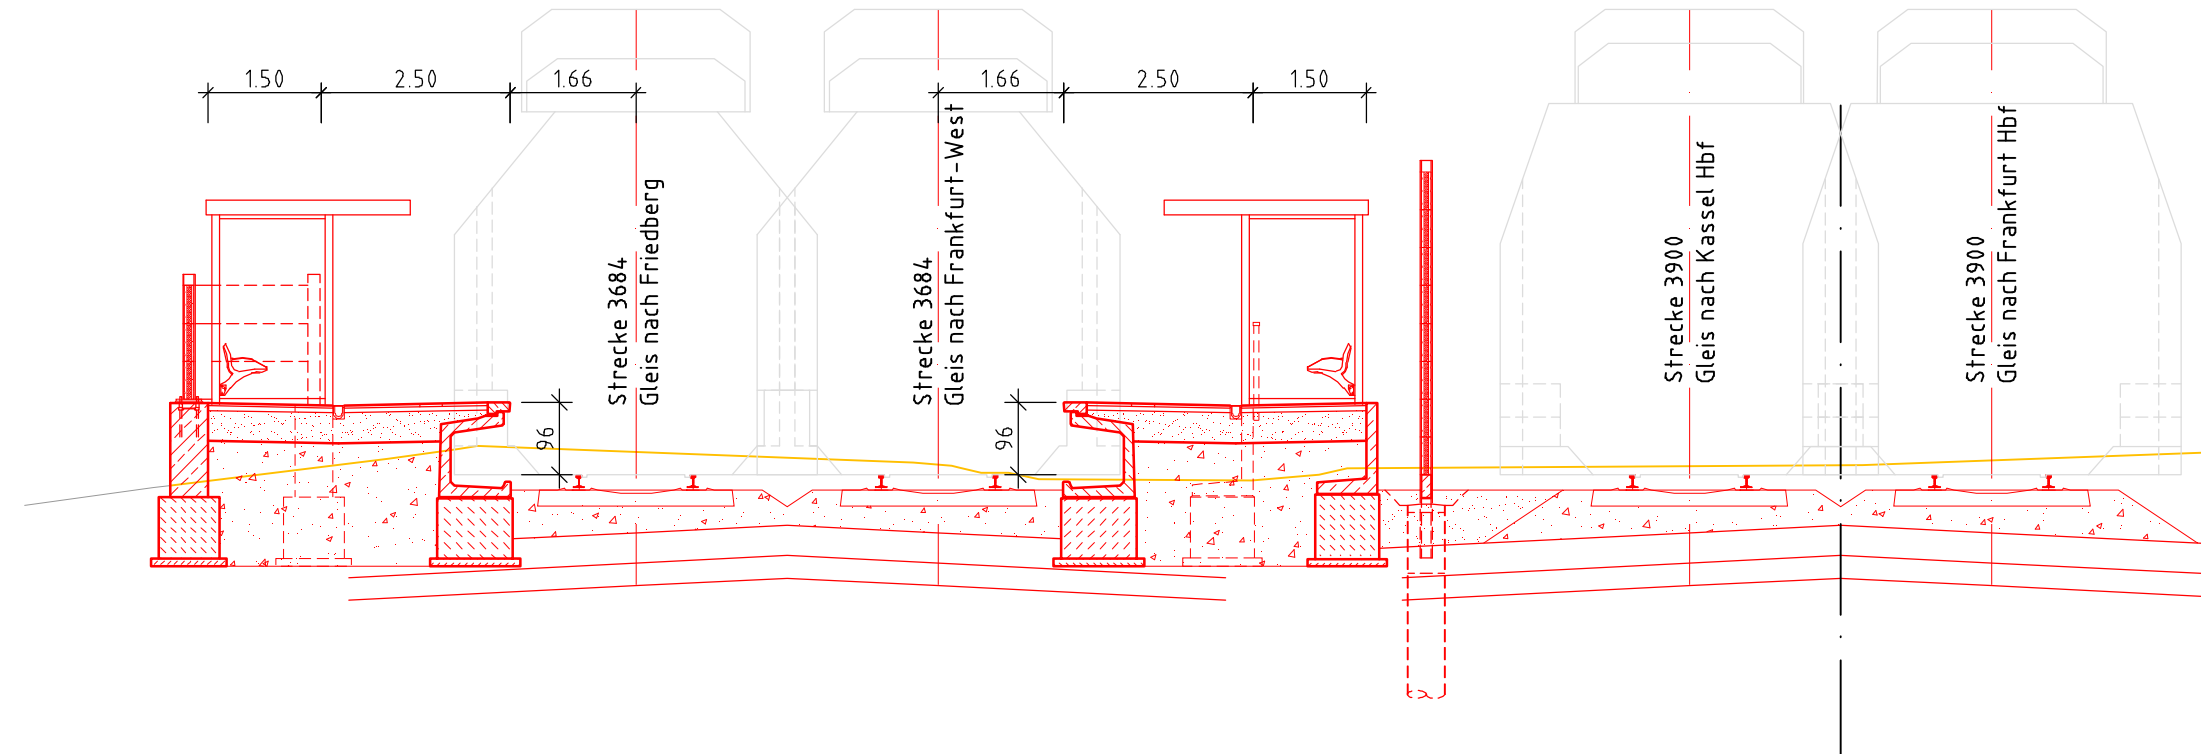 1.50
2.50
1.66
1.66
2.50
1.50
Strecke 3684
Gleis nach Friedberg
Strecke 3684
Gleis nach Frankfurt-West
Strecke 3900
Gleis nach Kassel Hbf
Strecke 3900
Gleis nach Frankfurt Hbf
96
96